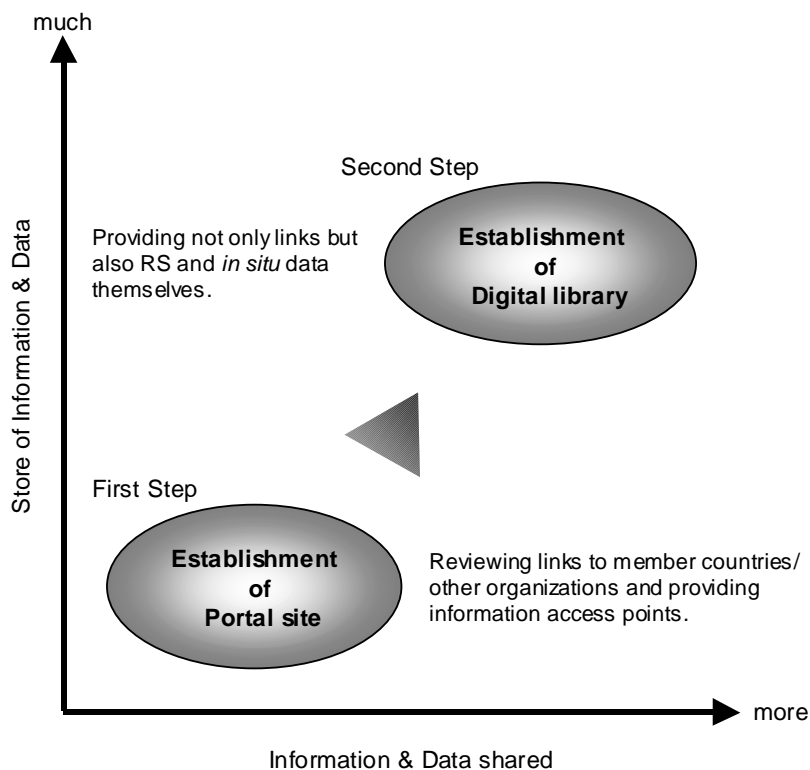 much
Second Step
Establishment
of
Digital library
Providing not only links but
also RS and in situ data
themselves.
Store of Information & Data
First Step
Establishment
of
Portal site
Reviewing links to member countries/
other organizations and providing
information access points.
more
Information & Data shared